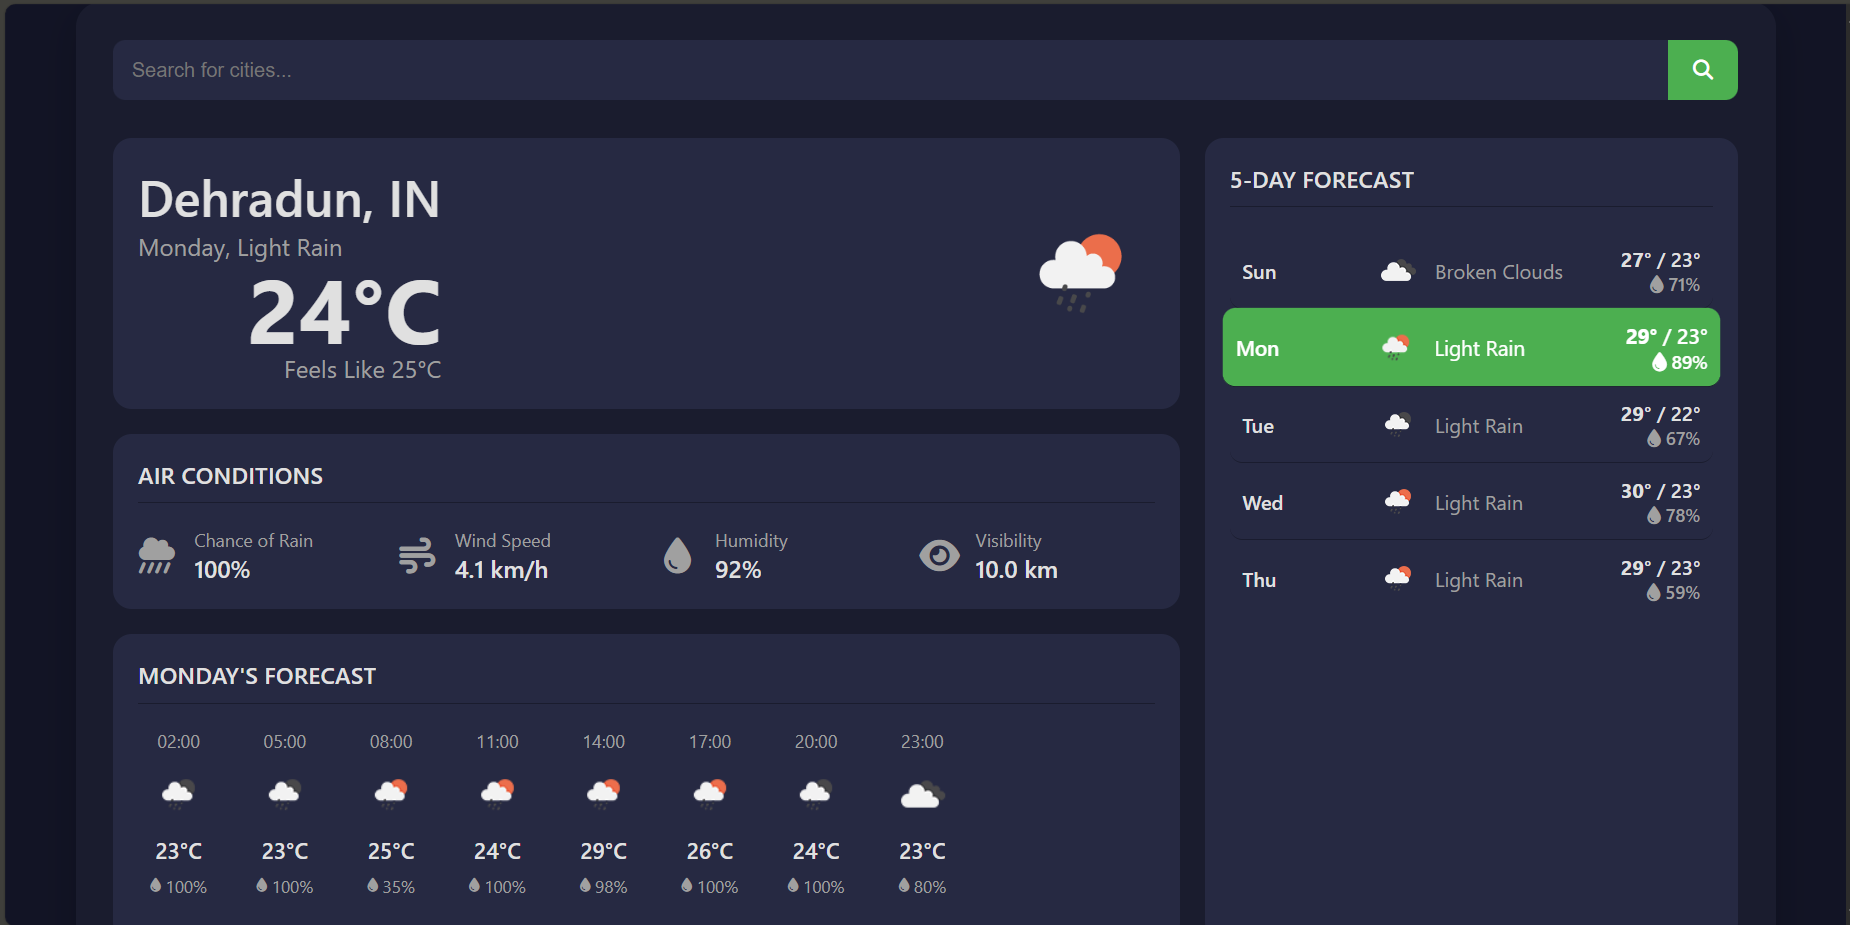 Search for cities...
Dehradun, IN
Monday, Light Rain
24°C
Feels Like 25°C
AIR CONDITIONS
Chance of Rain
100%
Wind Speed
4.1 km/h
Humidity
92%
Visibility
10.0 km
MONDAY'S FORECAST
02:00 05:00 08:00 11:00 14:00 17:00 20:00 23:00
23°C 23°C 25°C 24°C 29°C 26°C 24°C 23°C
100% 100% 35% 100% 98% 100% 100% 80%
5-DAY FORECAST
Sun Broken Clouds 27° / 23°
71%
Mon Light Rain 29° / 23°
89%
Tue Light Rain 29° / 22°
67%
Wed Light Rain 30° / 23°
78%
Thu Light Rain 29° / 23°
59%